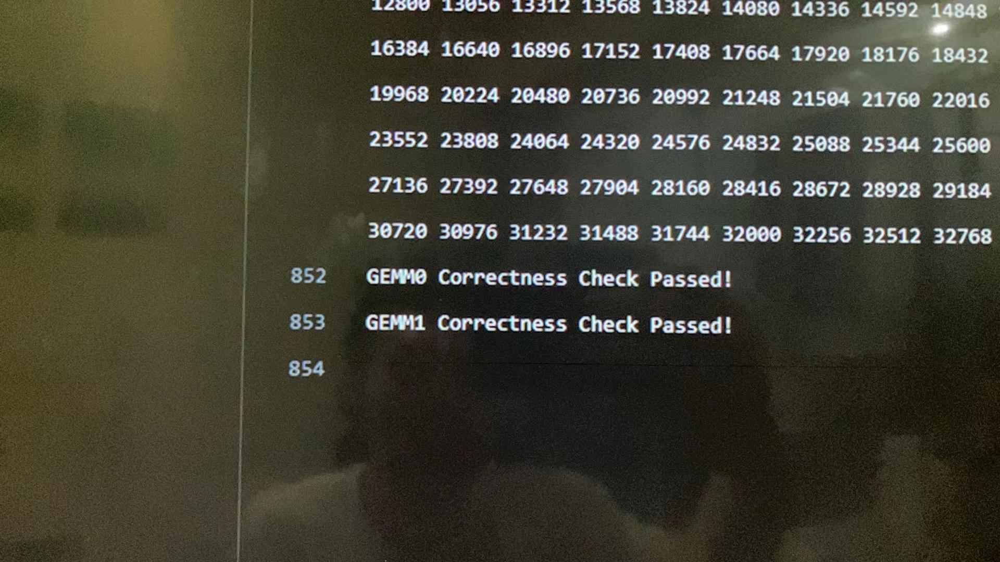 12800 13056 13312 13568 13824 14080 14336 14592 14848
16384 16640 16896 17152 17408 17664 17920 18176 18432
19968 20224 20480 20736 20992 21248 21504 21760 22016
23552 23808 24064 24320 24576 24832 25088 25344 25600
27136 27392 27648 27904 28160 28416 28672 28928 29184
30720 30976 31232 31488 31744 32000 32256 32512 32768
852 GEMM0 Correctness Check Passed!
853 GEMM1 Correctness Check Passed!
854